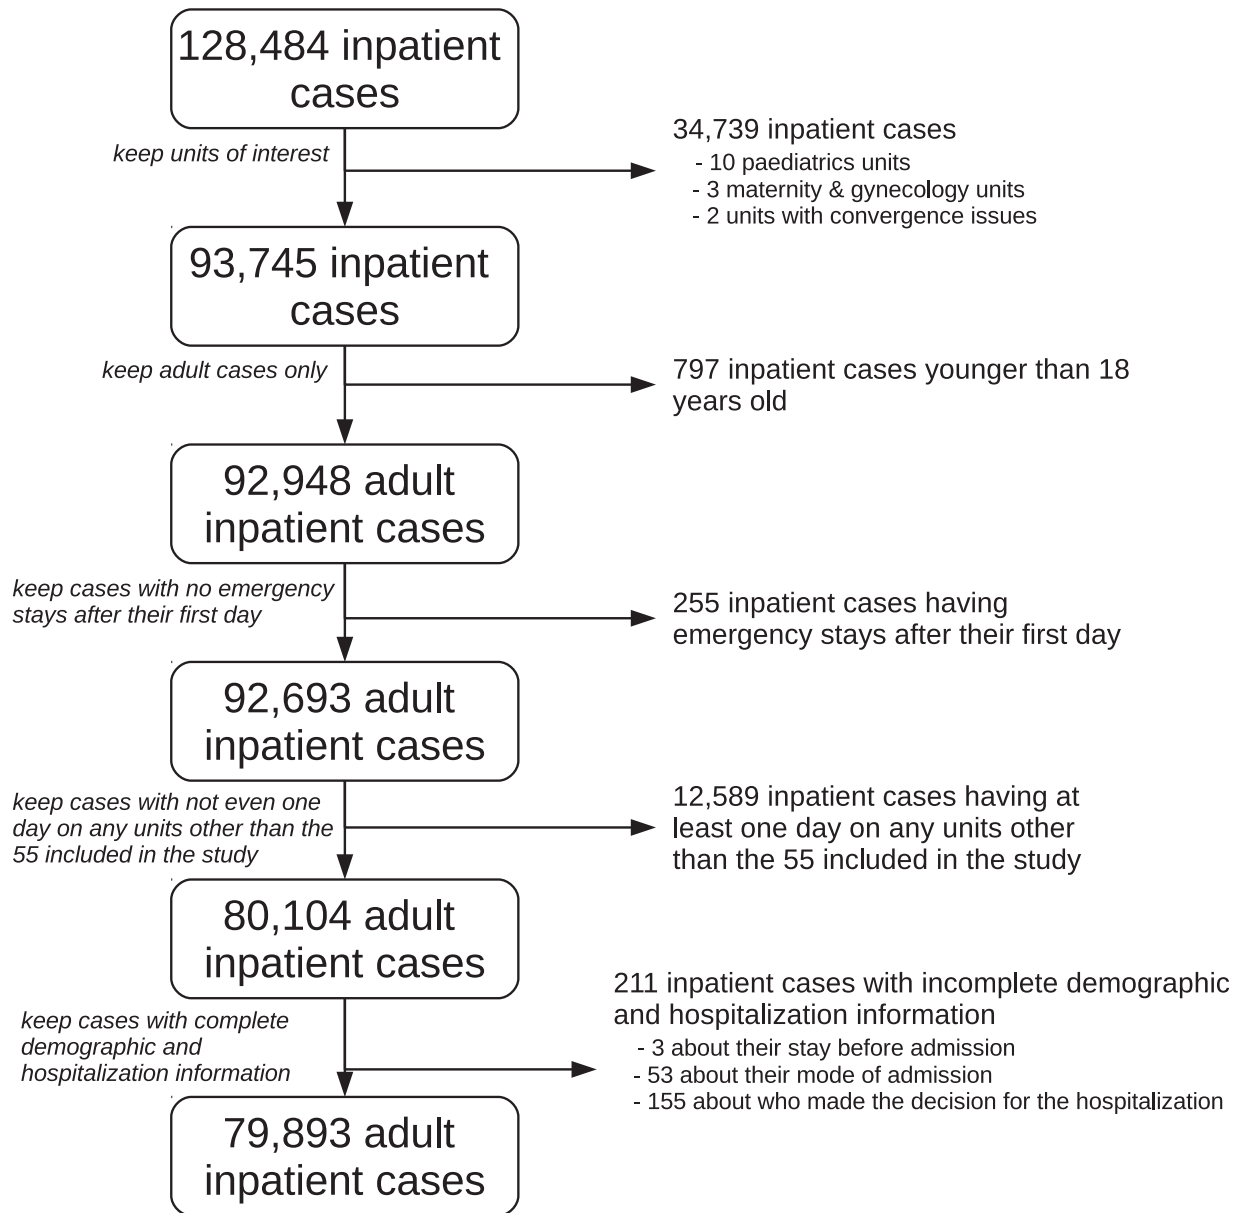 128,484 inpatient
cases
keep units of interest
34,739 inpatient cases
- 10 paediatrics units
- 3 maternity & gynecology units
- 2 units with convergence issues
93,745 inpatient
cases
keep adult cases only
797 inpatient cases younger than 18
years old
92,948 adult
inpatient cases
keep cases with no emergency
stays after their first day
255 inpatient cases having
emergency stays after their first day
92,693 adult
inpatient cases
keep cases with not even one
day on any units other than the
55 included in the study
12,589 inpatient cases having at
least one day on any units other
than the 55 included in the study
80,104 adult
inpatient cases
keep cases with complete
demographic and
hospitalization information
211 inpatient cases with incomplete demographic
and hospitalization information
- 3 about their stay before admission
- 53 about their mode of admission
- 155 about who made the decision for the hospitalization
79,893 adult
inpatient cases